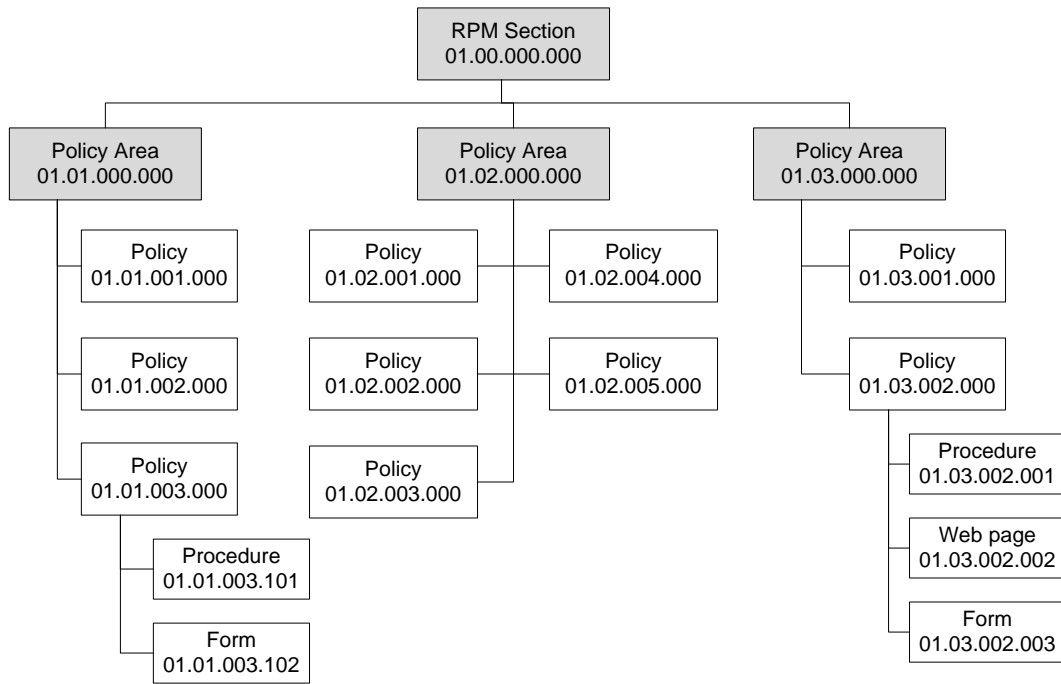 RPM Section
01.00.000.000
Policy Area
01.01.000.000
Policy Area
01.02.000.000
Policy Area
01.03.000.000
Policy
01.01.001.000
Policy
01.02.001.000
Policy
01.02.004.000
Policy
01.03.001.000
Policy
01.01.002.000
Policy
01.02.002.000
Policy
01.02.005.000
Policy
01.03.002.000
Policy
01.01.003.000
Policy
01.02.003.000
Procedure
01.03.002.001
Web page
01.03.002.002
Procedure
01.01.003.101
Form
01.03.002.003
Form
01.01.003.102